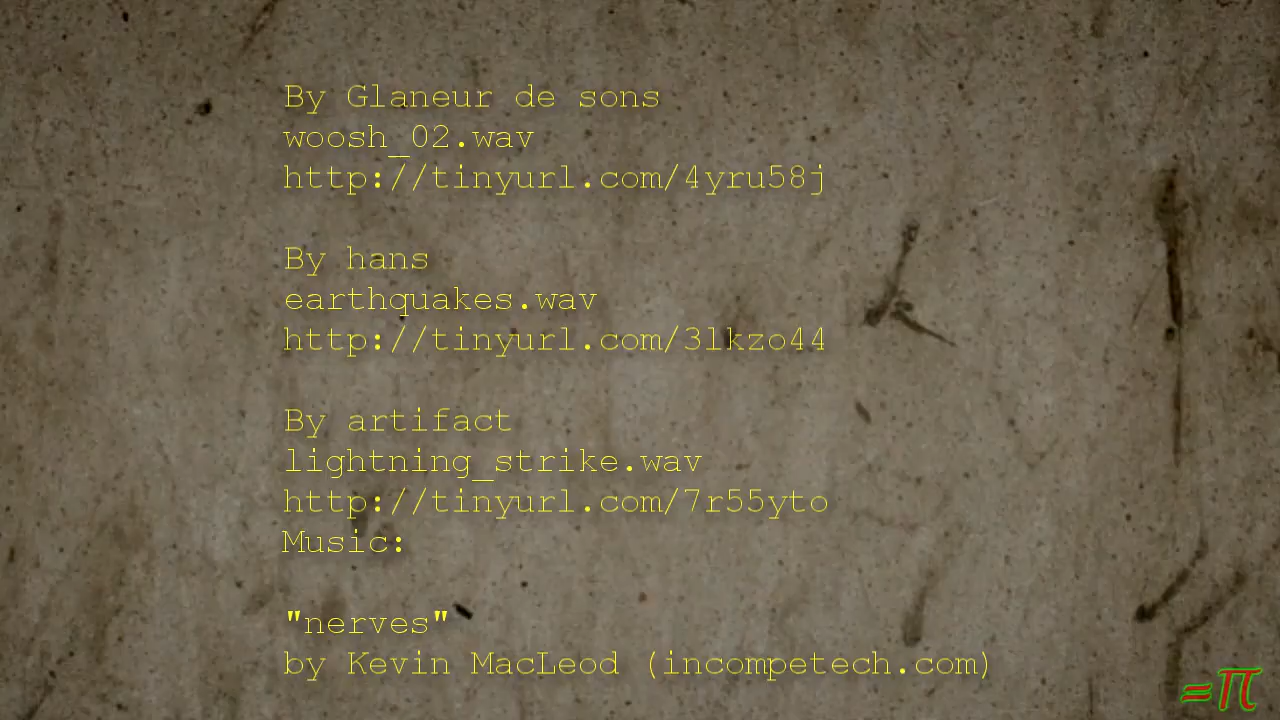 By Glaneur de sons
woosh_02.wav
http://tinyurl.com/4yru58j
By hans
earthquakes.wav
http://tinyurl.com/3lkzo44
By artifact
lightning_strike.wav
http://tinyurl.com/7r55yto
Music:
"nerves"
by Kevin MacLeod (incompetech.com)
=π